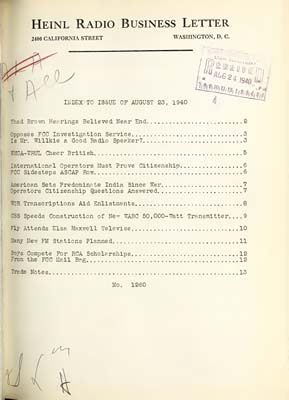 HEINL RADIO BUSINESS LETTER
2400 CALIFORNIA STREET WASHINGTON, D. C.
RECEIVED
AUG 24 1940
INDEX TO ISSUE OF AUGUST 23, 1940
Thad Brown Hearings Believed Near End 2
Opposes FCC Investigation Service 3
Is Mr. Willkie a Good Radio Speaker? 3
WRUL Cheer British 5
International Operators Must Prove Citizenship 6
FCC Sidesteps ASCAP Row 6
American Sets Predominate India Since War 7
Operators Citizenship Questions Answered 7
WOR Transcriptions Aid Enlistments 8
CBS Speeds Construction of New WABC 50,000-Watt Transmitter 9
Fly Attends Elsa Maxwell Televise 10
Many New FM Stations Planned 11
Boys Compete For RCA Scholarships 12
From the FCC Mail Bag 12
Trade Notes 13
No. 1260